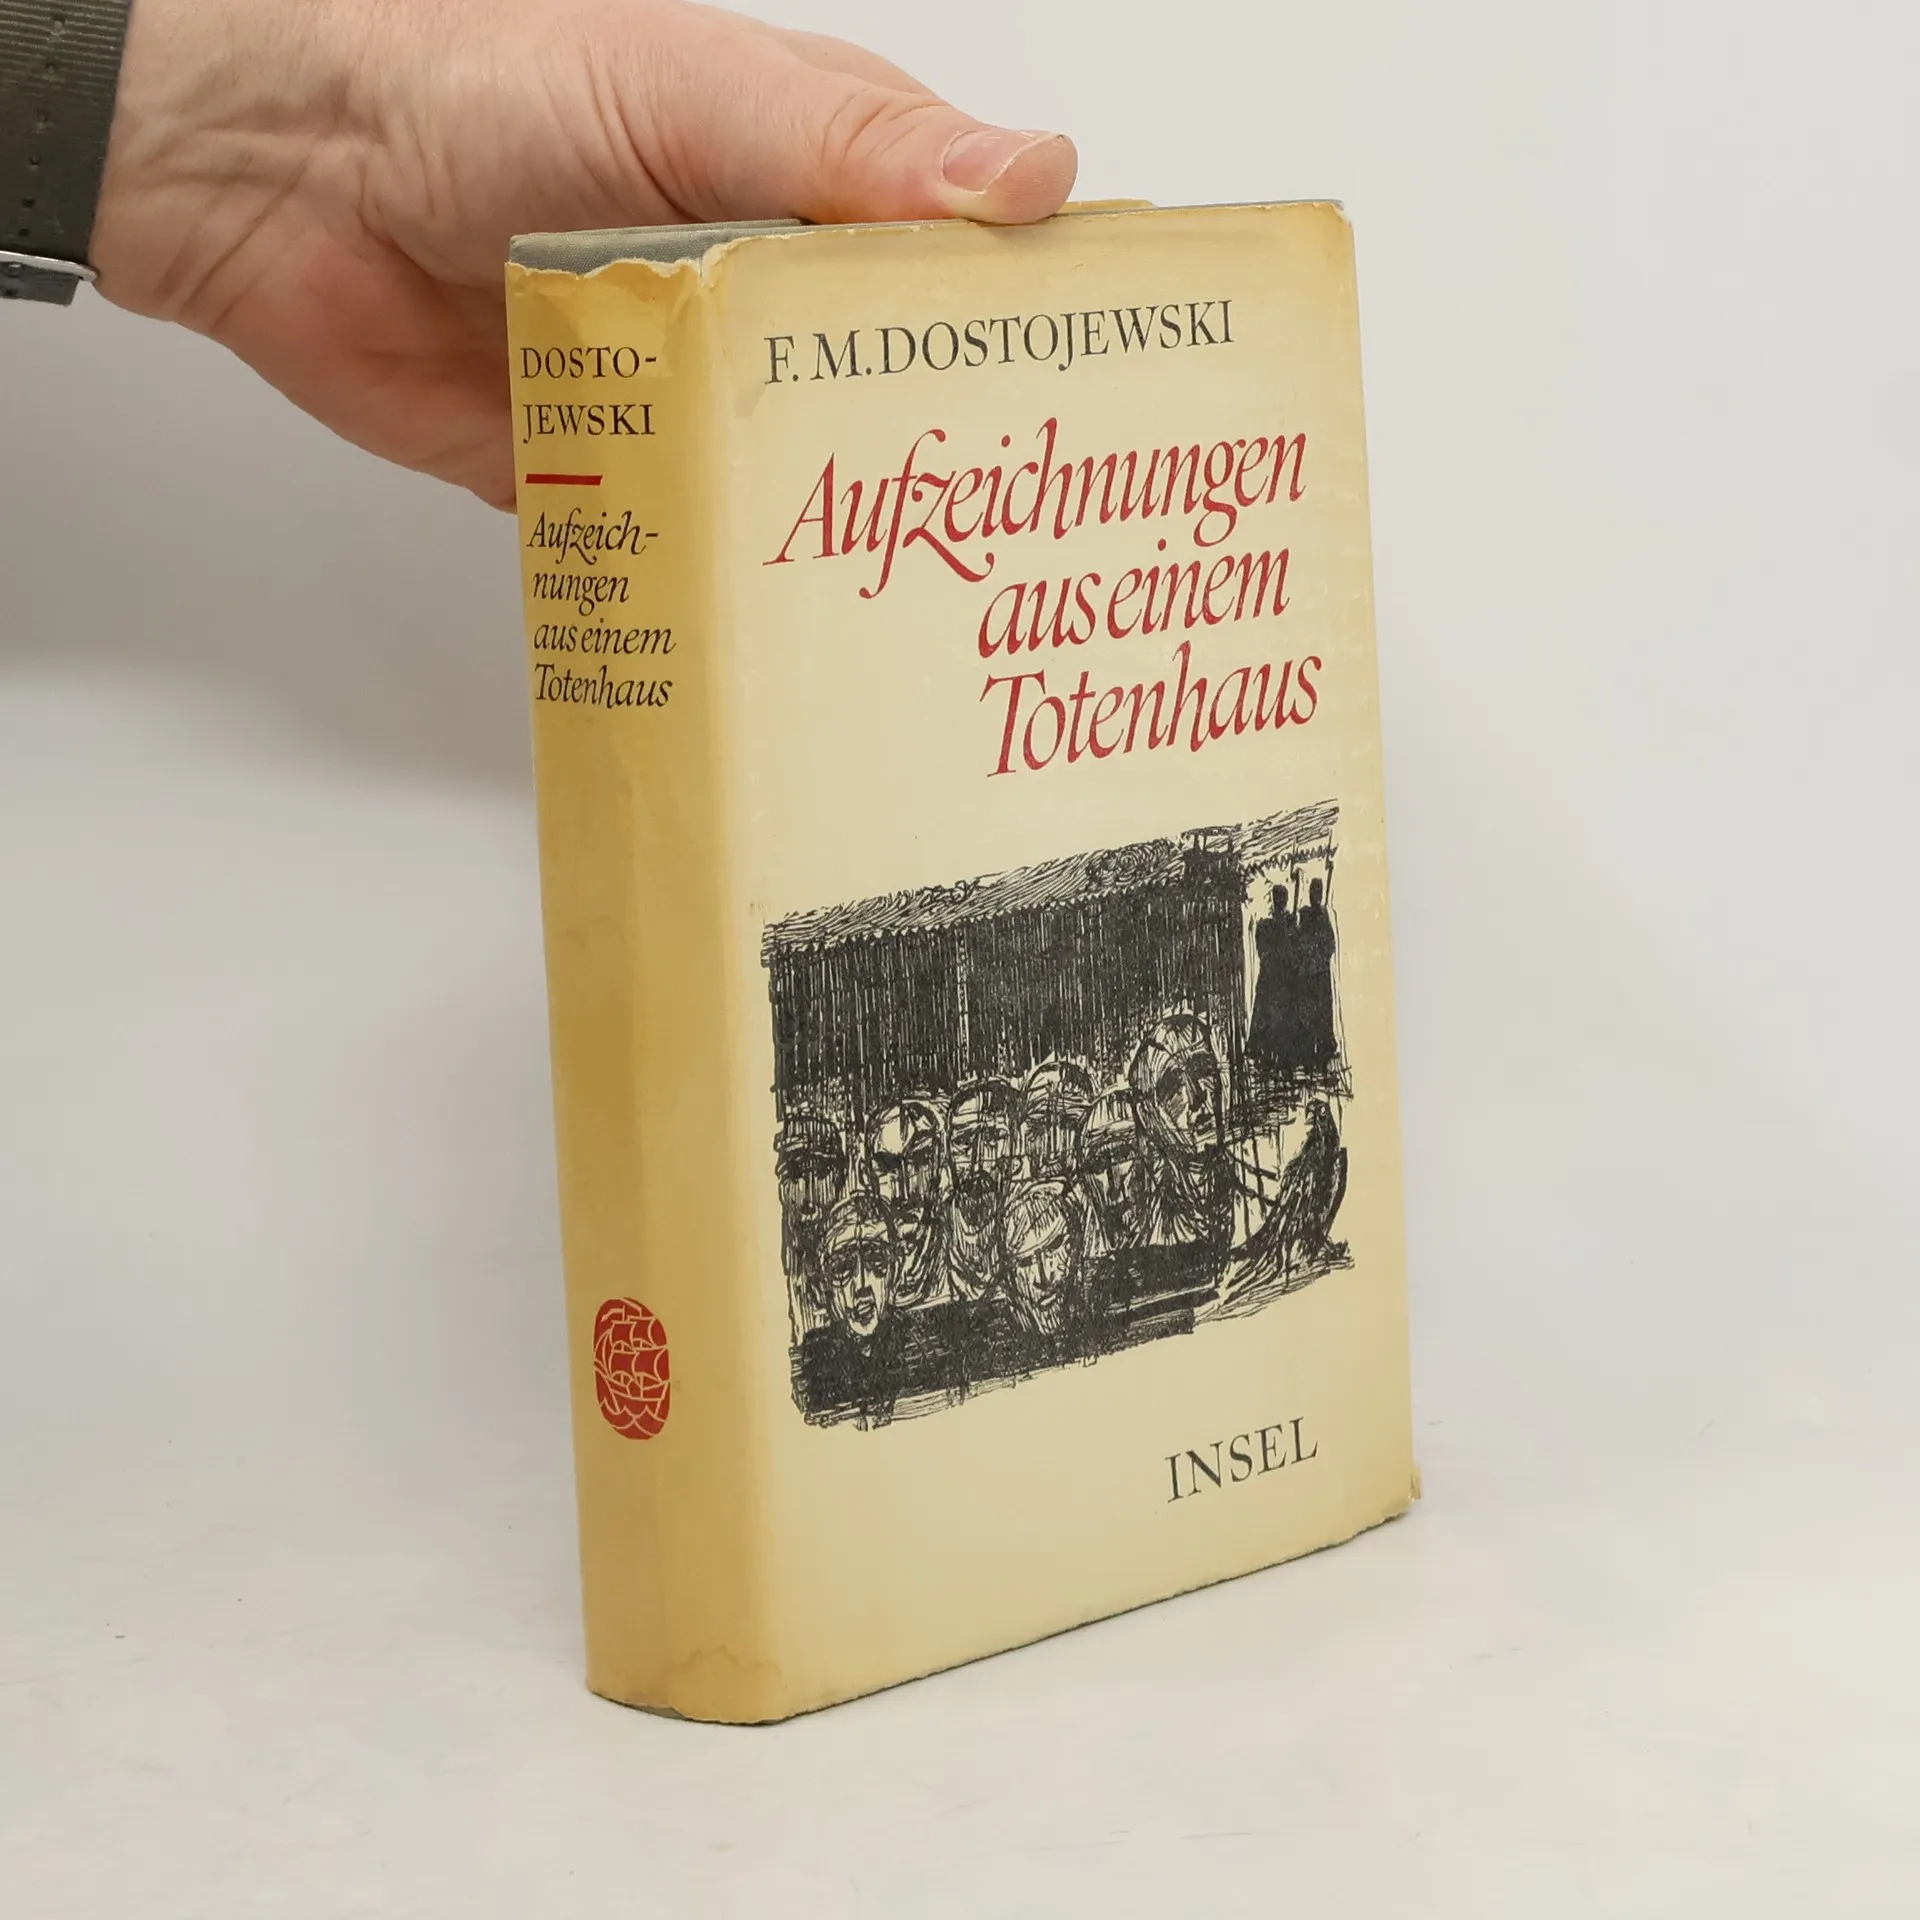 DOSTO-
JEWSKI
Aufzeich-
nungen
aus einem
Totenhaus
F. M. DOSTOJEWSKI
Aufzeichnungen
aus einem
Totenhaus
INSEL